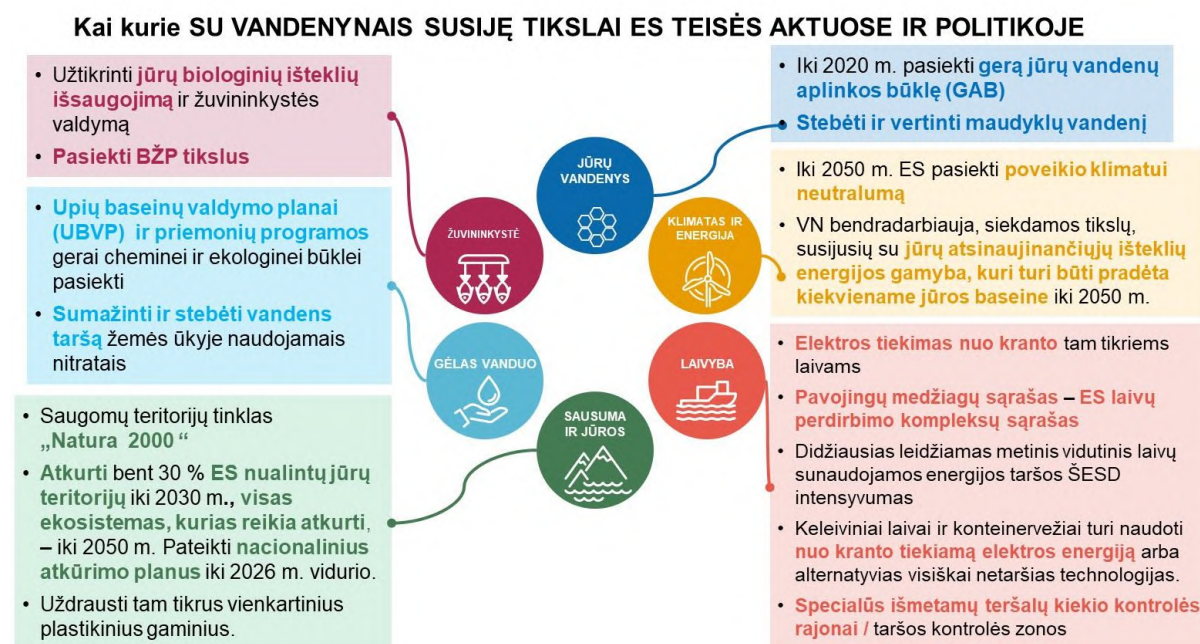 Kai kurie SU VANDENYNAIS SUSIJĘ TIKSLAI ES TEISĖS AKTUOSE IR POLITIKOJE
• Užtikrinti jūrų biologinių išteklių
išsaugojimą ir žuvininkystės
valdymą
• Pasiekti BŽP tikslus
• Upių baseinų valdymo planai
(UBVP) ir priemonių programos
gerai cheminei ir ekologinei būklei
pasiekti
• Sumažinti ir stebėti vandens
taršą žemės ūkyje naudojamais
nitratais
• Saugomų teritorijų tinklas
„Natura 2000 “
• Atkurti bent 30 % ES nualintų jūrų
teritorijų iki 2030 m., visas
ekosistemas, kurias reikia atkurti,
– iki 2050 m. Pateikti nacionalinius
atkūrimo planus iki 2026 m. vidurio.
• Uždrausti tam tikrus vienkartinius
plastikinius gaminius.
JŪRŲ
VANDENYS
ŽUVININKYSTĖ
KLIMATAS IR
ENERGIJA
GĖLAS VANDUO
LAIVYBA
SAUSUMA
IR JŪROS
• Iki 2020 m. pasiekti gerą jūrų vandenų
aplinkos būklę (GAB)
• Stebėti ir vertinti maudyklų vandenį
• Iki 2050 m. ES pasiekti poveikio klimatui
neutralumą
• VN bendradarbiauja, siekdamos tikslų,
susijusių su jūrų atsinaujinančiųjų išteklių
energijos gamyba, kuri turi būti pradėta
kiekviename jūros baseine iki 2050 m.
• Elektros tiekimas nuo kranto tam tikriems
laivams
• Pavojingų medžiagų sąrašas – ES laivų
perdirbimo kompleksų sąrašas
• Didžiausias leidžiamas metinis vidutinis laivų
sunaudojamos energijos taršos ŠESD
intensyvumas
• Keleiviniai laivai ir konteinervežiai turi naudoti
nuo kranto tiekiamą elektros energiją arba
alternatyvias visiškai netaršias technologijas.
• Specialūs išmetamų teršalų kiekio kontrolės
rajonai / taršos kontrolės zonos